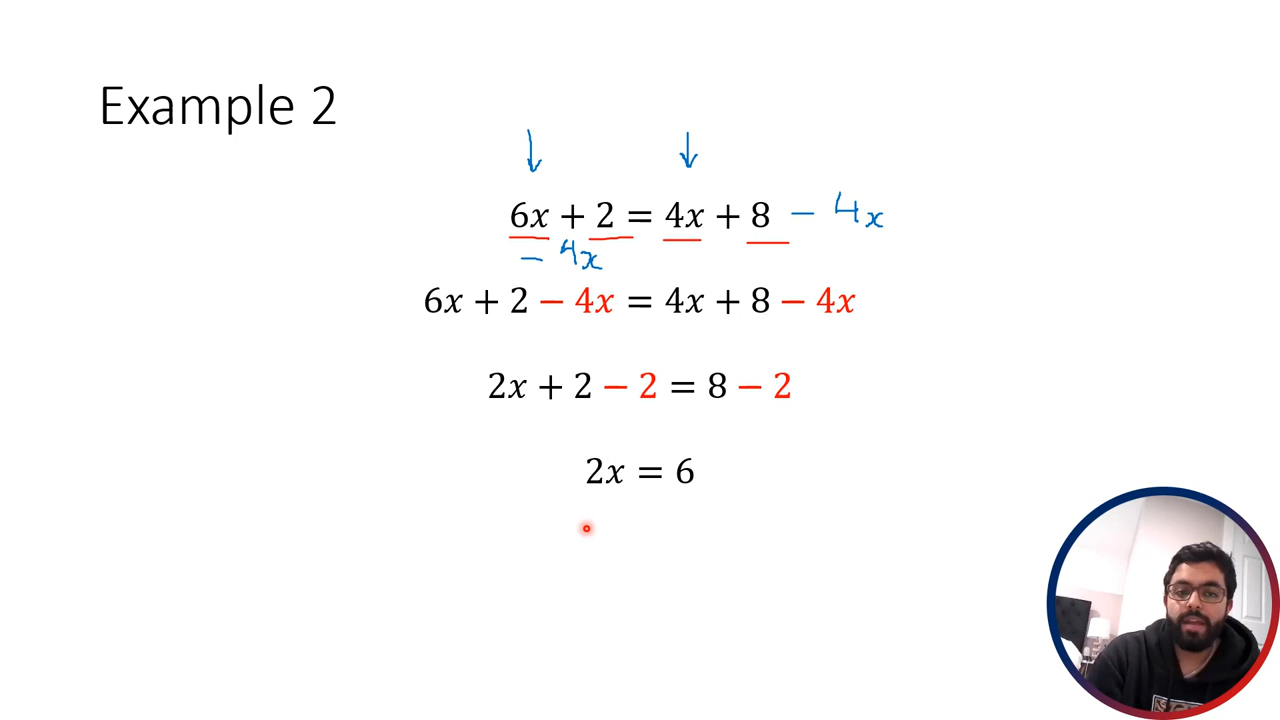 Example 2
6x + 2 = 4x + 8 − 4x
− 4x
6x + 2 − 4x = 4x + 8 − 4x
2x + 2 − 2 = 8 − 2
2x = 6